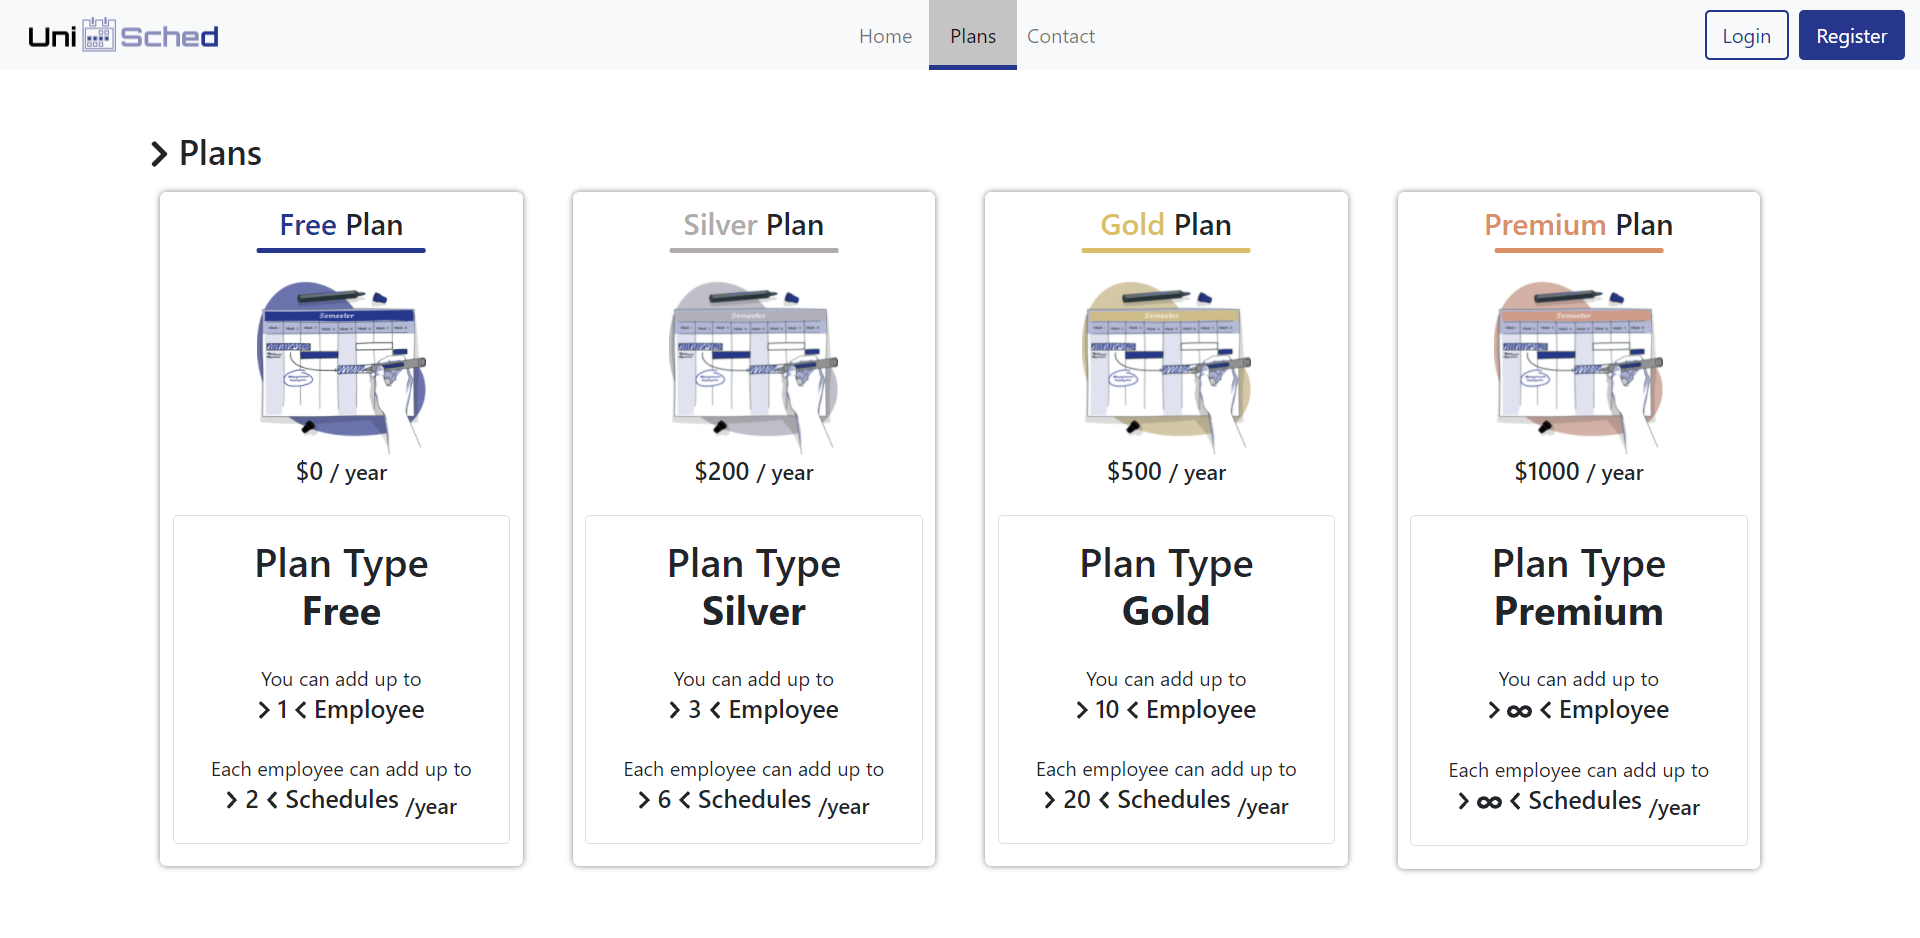 Uni Sched
Home
Plans
Contact
Login
Register
Plans
Free Plan
Semester
$0 / year
Plan Type
Free
You can add up to
1 Employee
Each employee can add up to
2 Schedules /year
Silver Plan
Semester
$200 / year
Plan Type
Silver
You can add up to
3 Employee
Each employee can add up to
6 Schedules /year
Gold Plan
Semester
$500 / year
Plan Type
Gold
You can add up to
10 Employee
Each employee can add up to
20 Schedules /year
Premium Plan
Semester
$1000 / year
Plan Type
Premium
You can add up to
∞ Employee
Each employee can add up to
∞ Schedules /year